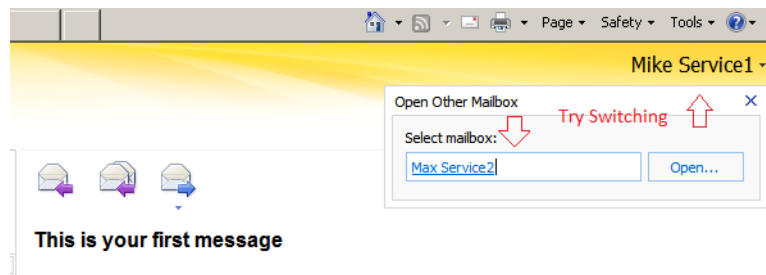 Page Safety Tools
Mike Service1
Open Other Mailbox
Try Switching
Select mailbox:
Max Service2
Open...
This is your first message